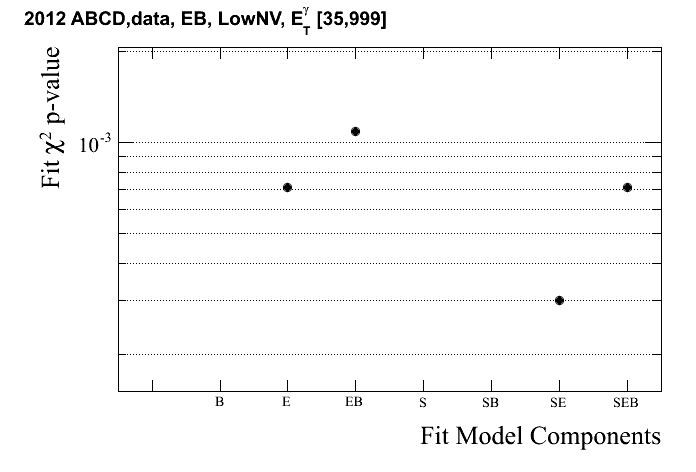 2012 ABCD,data, EB, LowNV, E_T^γ [35,999]
Fit χ² p-value
10⁻³
B E EB S SB SE SEB
Fit Model Components